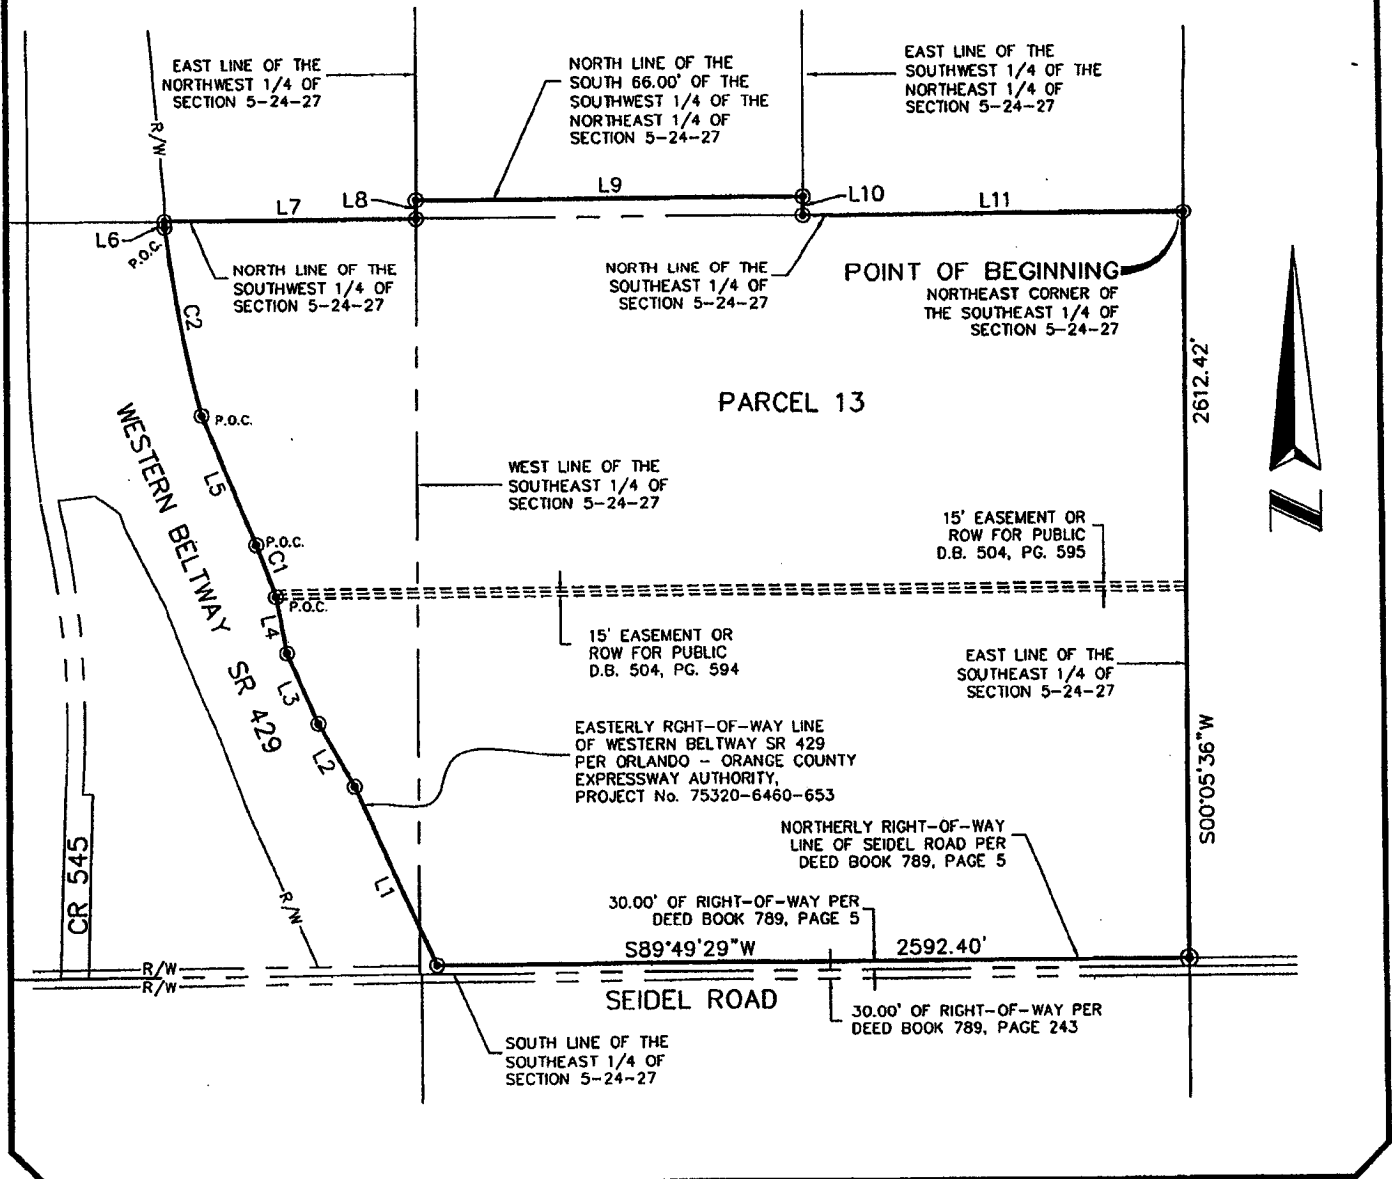 EAST LINE OF THE
NORTHWEST 1/4 OF
SECTION 5-24-27
NORTH LINE OF THE
SOUTH 66.00' OF THE
SOUTHWEST 1/4 OF THE
NORTHEAST 1/4 OF
SECTION 5-24-27
EAST LINE OF THE
SOUTHWEST 1/4 OF THE
NORTHEAST 1/4 OF
SECTION 5-24-27
R/W
L6
L7
L8
L9
L10
L11
P.O.C.
NORTH LINE OF THE
SOUTHWEST 1/4 OF
SECTION 5-24-27
NORTH LINE OF THE
SOUTHEAST 1/4 OF
SECTION 5-24-27
POINT OF BEGINNING
NORTHEAST CORNER OF
THE SOUTHEAST 1/4 OF
SECTION 5-24-27
C2
2612.42'
PARCEL 13
P.O.C.
WESTERN BELTWAY SR 429
L5
WEST LINE OF THE
SOUTHEAST 1/4 OF
SECTION 5-24-27
N
15' EASEMENT OR
ROW FOR PUBLIC
D.B. 504, PG. 595
P.O.C.
C1
P.O.C.
L4
15' EASEMENT OR
ROW FOR PUBLIC
D.B. 504, PG. 594
EAST LINE OF THE
SOUTHEAST 1/4 OF
SECTION 5-24-27
L3
L2
EASTERLY RGHT-OF-WAY LINE
OF WESTERN BELTWAY SR 429
PER ORLANDO - ORANGE COUNTY
EXPRESSWAY AUTHORITY,
PROJECT No. 75320-6460-653
S00°05'36"W
NORTHERLY RIGHT-OF-WAY
LINE OF SEIDEL ROAD PER
DEED BOOK 789, PAGE 5
CR 545
L1
R/W
30.00' OF RIGHT-OF-WAY PER
DEED BOOK 789, PAGE 5
S89°49'29"W
2592.40'
R/W
R/W
SEIDEL ROAD
30.00' OF RIGHT-OF-WAY PER
DEED BOOK 789, PAGE 243
SOUTH LINE OF THE
SOUTHEAST 1/4 OF
SECTION 5-24-27